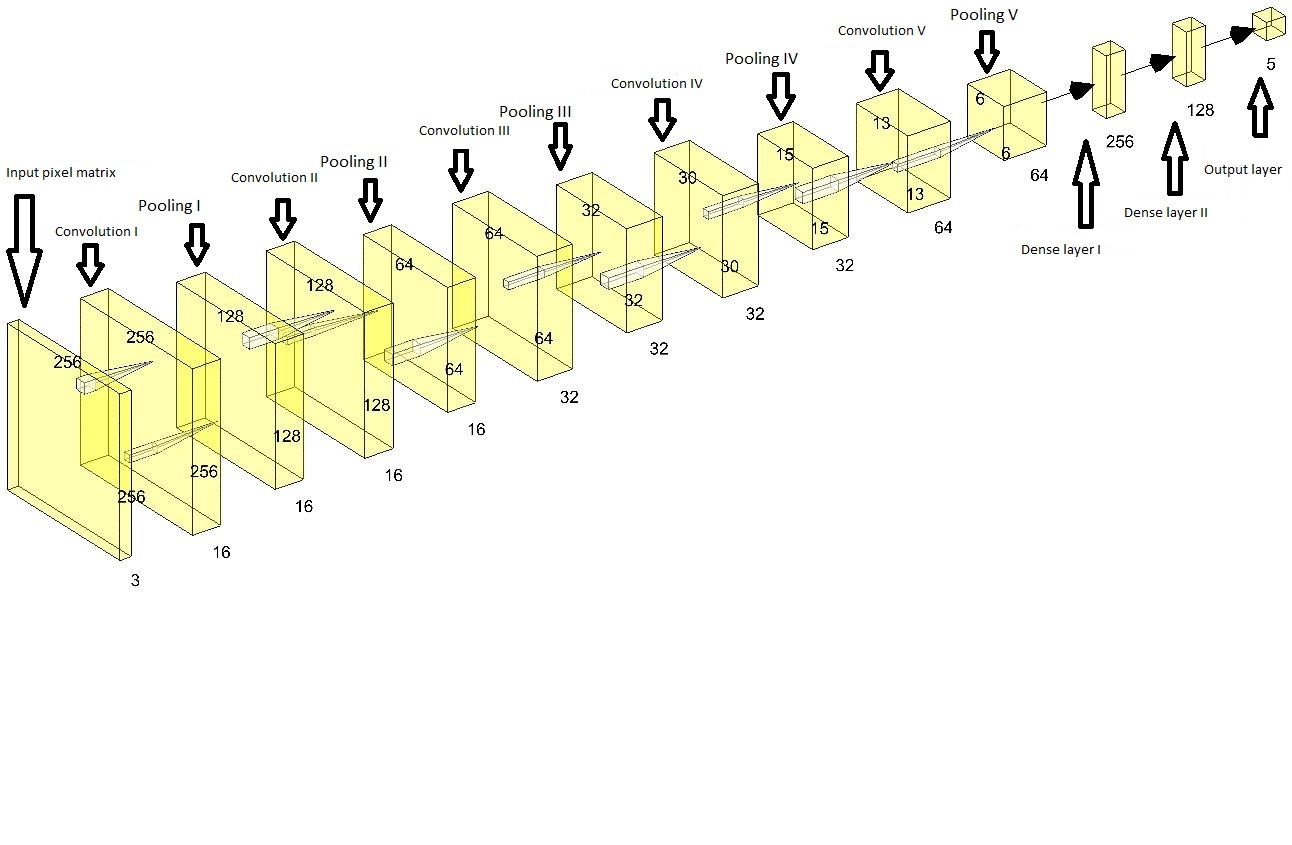 Input pixel matrix
256
256
3
Convolution I
256
256
16
Pooling I
128
128
16
Convolution II
128
128
16
Pooling II
64
64
16
Convolution III
64
64
32
Pooling III
32
32
32
Convolution IV
30
30
32
Pooling IV
15
15
32
Convolution V
13
13
64
Pooling V
6
6
64
256
Dense layer I
128
Dense layer II
5
Output layer